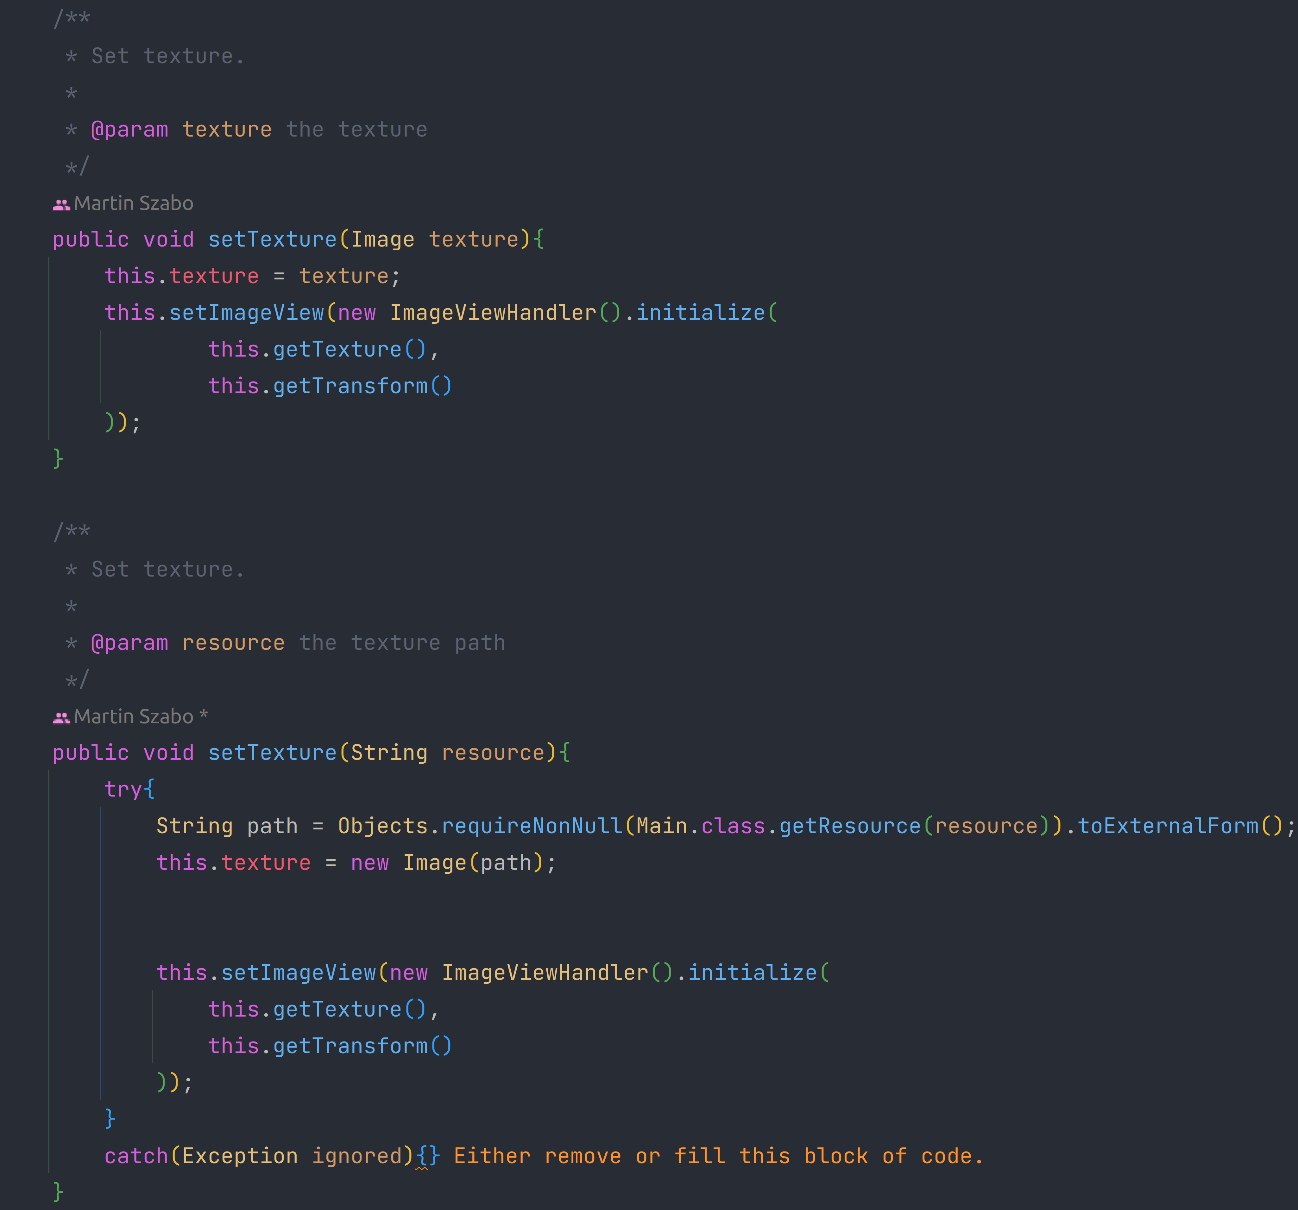 /**
 * Set texture.
 *
 * @param texture the texture
 */
Martin Szabo
public void setTexture(Image texture){
    this.texture = texture;
    this.setImageView(new ImageViewHandler().initialize(
            this.getTexture(),
            this.getTransform()
    ));
}
/**
 * Set texture.
 *
 * @param resource the texture path
 */
Martin Szabo *
public void setTexture(String resource){
    try{
        String path = Objects.requireNonNull(Main.class.getResource(resource)).toExternalForm();
        this.texture = new Image(path);
        this.setImageView(new ImageViewHandler().initialize(
            this.getTexture(),
            this.getTransform()
        ));
    }
    catch(Exception ignored){} Either remove or fill this block of code.
}